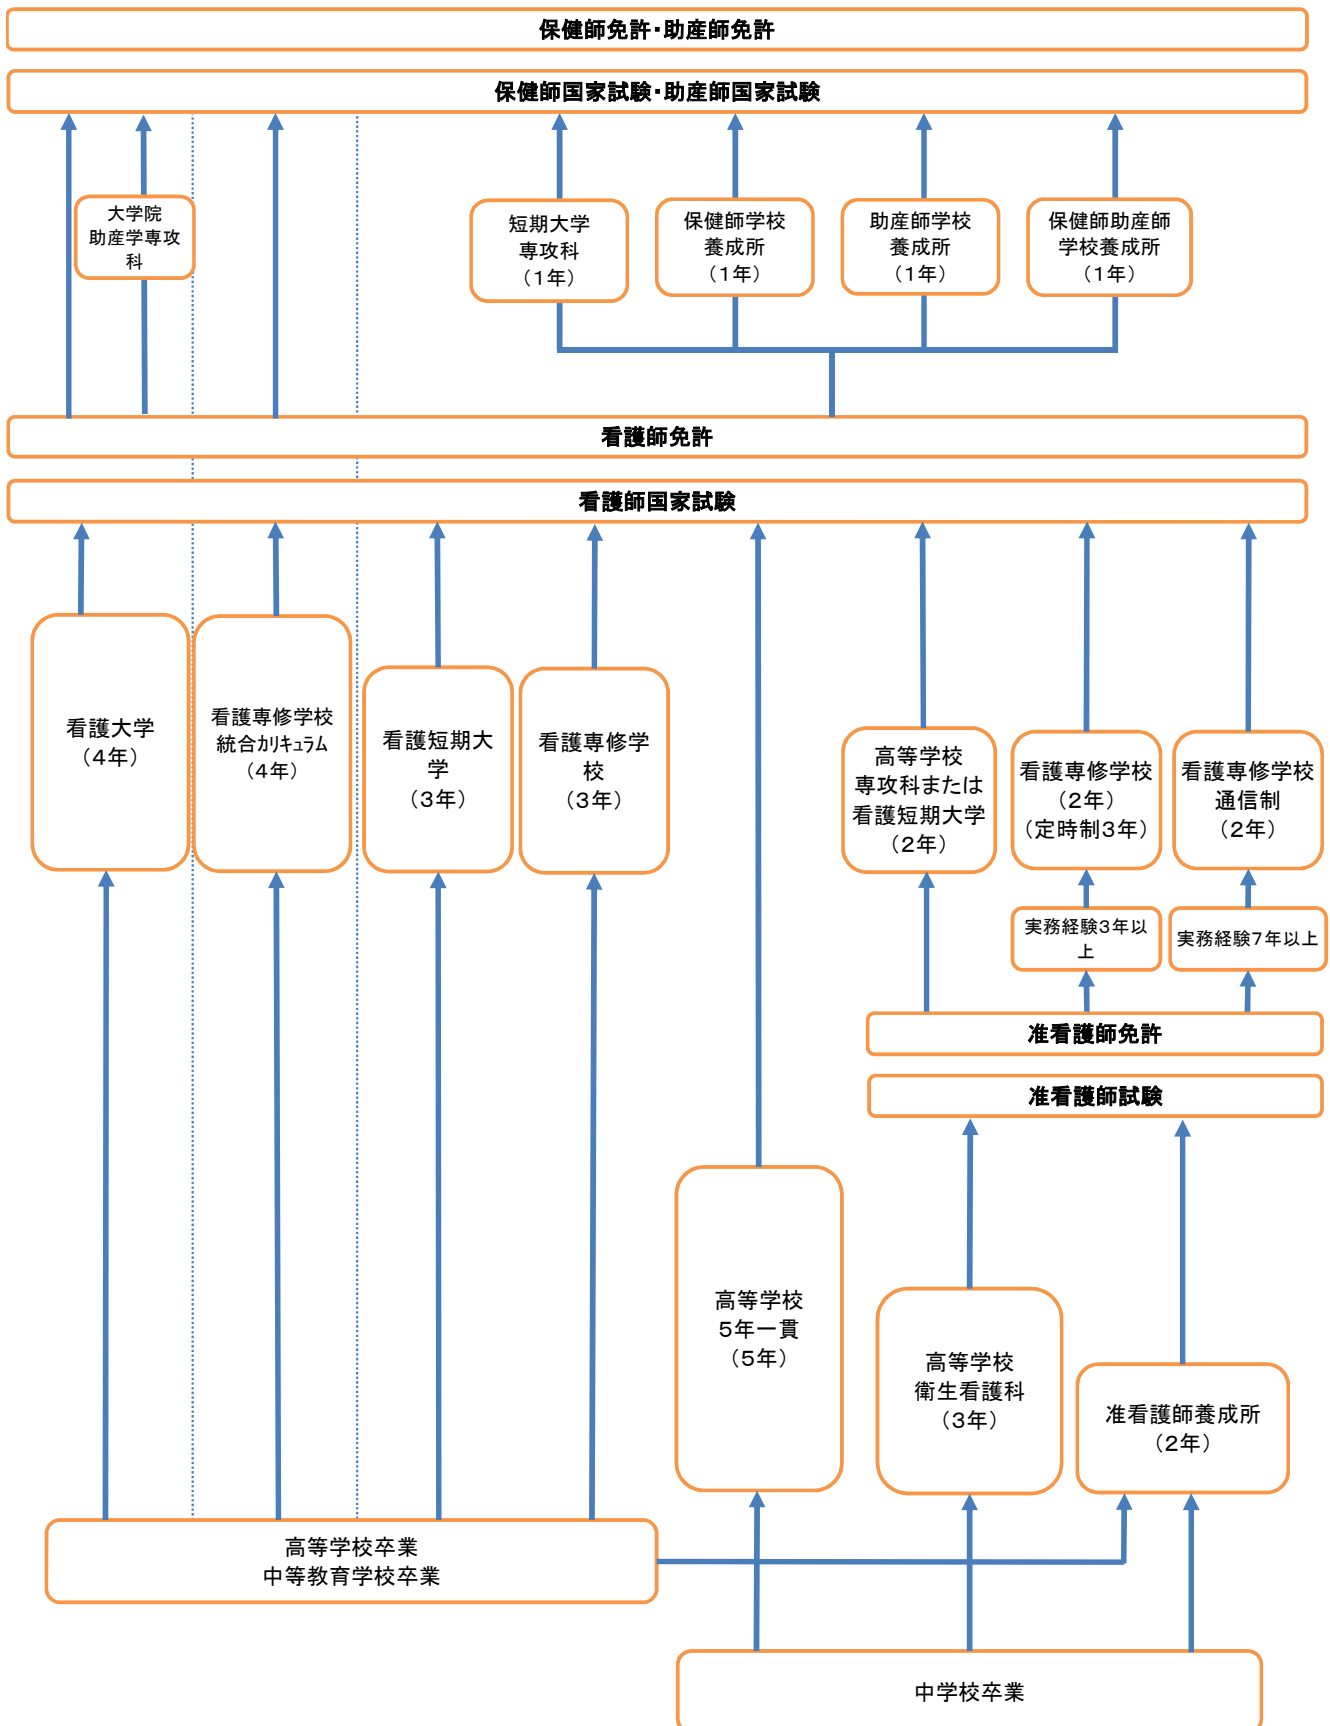 保健師免許・助産師免許
保健師国家試験・助産師国家試験
大学院
助産学専攻
科
短期大学
専攻科
（1年）
保健師学校
養成所
（1年）
助産師学校
養成所
（1年）
保健師助産師
学校養成所
（1年）
看護師免許
看護師国家試験
看護大学
（4年）
看護専修学校
統合カリキュラム
（4年）
看護短期大
学
（3年）
看護専修学
校
（3年）
高等学校
専攻科または
看護短期大学
（2年）
看護専修学校
（2年）
（定時制3年）
看護専修学校
通信制
（2年）
実務経験3年以
上
実務経験7年以上
准看護師免許
准看護師試験
高等学校
5年一貫
（5年）
高等学校
衛生看護科
（3年）
准看護師養成所
（2年）
高等学校卒業
中等教育学校卒業
中学校卒業